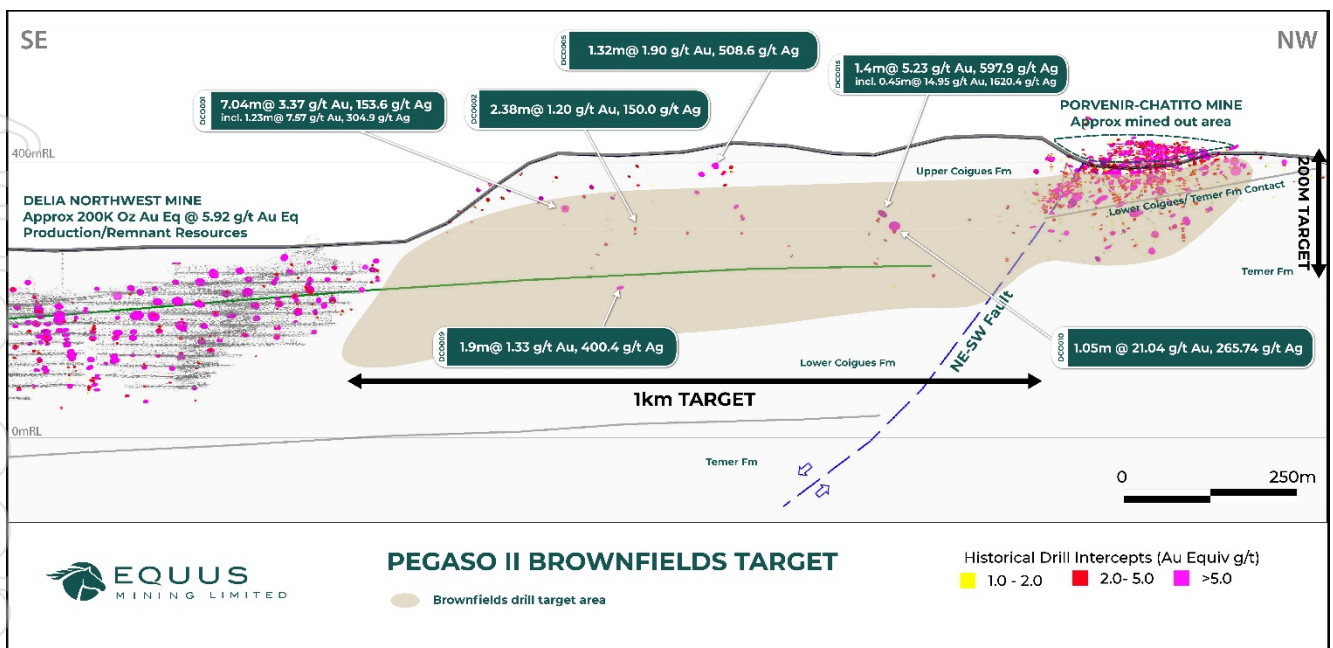 SE
NW
DCO005
1.32m@ 1.90 g/t Au, 508.6 g/t Ag
DCO001
7.04m@ 3.37 g/t Au, 153.6 g/t Ag
incl. 1.23m@ 7.57 g/t Au, 304.9 g/t Ag
DCO002
2.38m@ 1.20 g/t Au, 150.0 g/t Ag
1.4m@ 5.23 g/t Au, 597.9 g/t Ag
incl. 0.45m@ 14.95 g/t Au, 1620.4 g/t Ag
PORVENIR-CHATITO MINE
Approx mined out area
400mRL
Upper Coigues Fm
200M TARGET
Lower Coigues/ Temer Fm Contact
DELIA NORTHWEST MINE
Approx 200K Oz Au Eq @ 5.92 g/t Au Eq
Production/Remnant Resources
Temer Fm
NE-SW Fault
DCO009
1.9m@ 1.33 g/t Au, 400.4 g/t Ag
DCO010
1.05m @ 21.04 g/t Au, 265.74 g/t Ag
Lower Coigues Fm
1km TARGET
0mRL
Temer Fm
0 250m
EQUUS
MINING LIMITED
PEGASO II BROWNFIELDS TARGET
Brownfields drill target area
Historical Drill Intercepts (Au Equiv g/t)
1.0 - 2.0 2.0- 5.0 >5.0